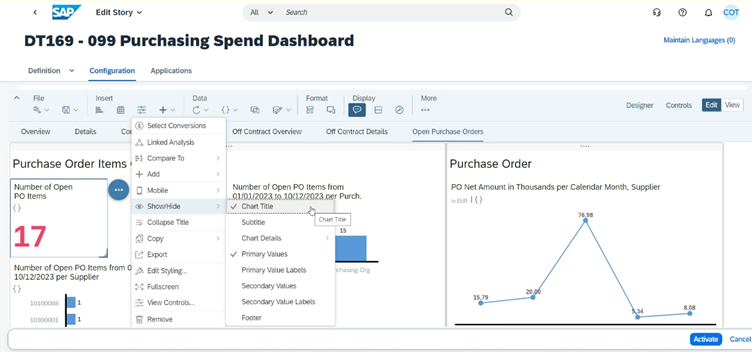 SAP
Edit Story
All
Search
COT
DT169 - 099 Purchasing Spend Dashboard
Maintain Languages (0)
Definition
Configuration
Applications
File
Insert
Data
Format
Display
More
Designer
Controls
Edit
View
Overview
Details
Off Contract Overview
Off Contract Details
Open Purchase Orders
Purchase Order Items
Number of Open
PO Items
{}
17
Number of Open PO Items from
10/12/2023 per Supplier
{}
10100088
1
10300001
1
Select Conversions
Linked Analysis
Compare To
Add
Mobile
Show/Hide
Collapse Title
Copy
Export
Edit Styling...
Fullscreen
View Controls...
Remove
Chart Title
Subtitle
Chart Details
Primary Values
Primary Value Labels
Secondary Values
Secondary Value Labels
Footer
Chart Title
Number of Open PO Items from
01/01/2023 to 10/12/2023 per Purch.
15
Purchasing Org
Purchase Order
PO Net Amount in Thousands per Calendar Month, Supplier
in EUR | {}
15,79
20,00
76,98
5,34
8,08
Activate
Cancel